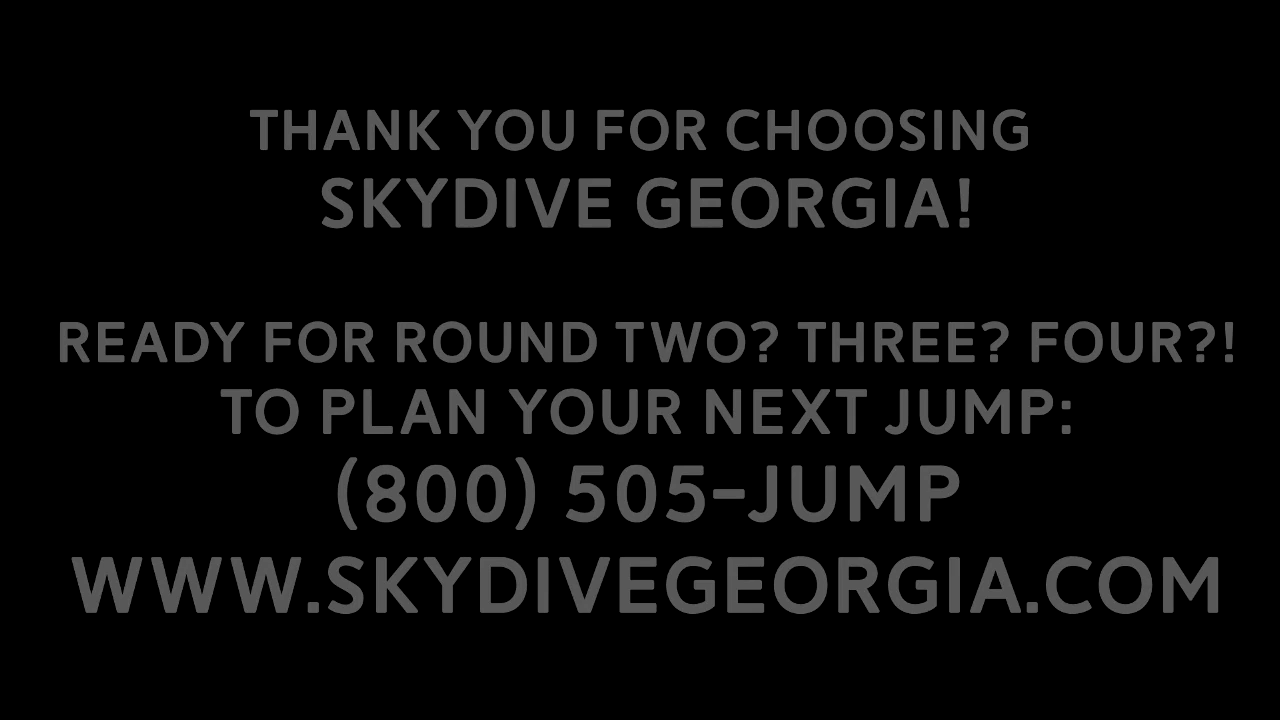 THANK YOU FOR CHOOSING
SKYDIVE GEORGIA!
READY FOR ROUND TWO? THREE? FOUR?!
TO PLAN YOUR NEXT JUMP:
(800) 505-JUMP
WWW.SKYDIVEGEORGIA.COM